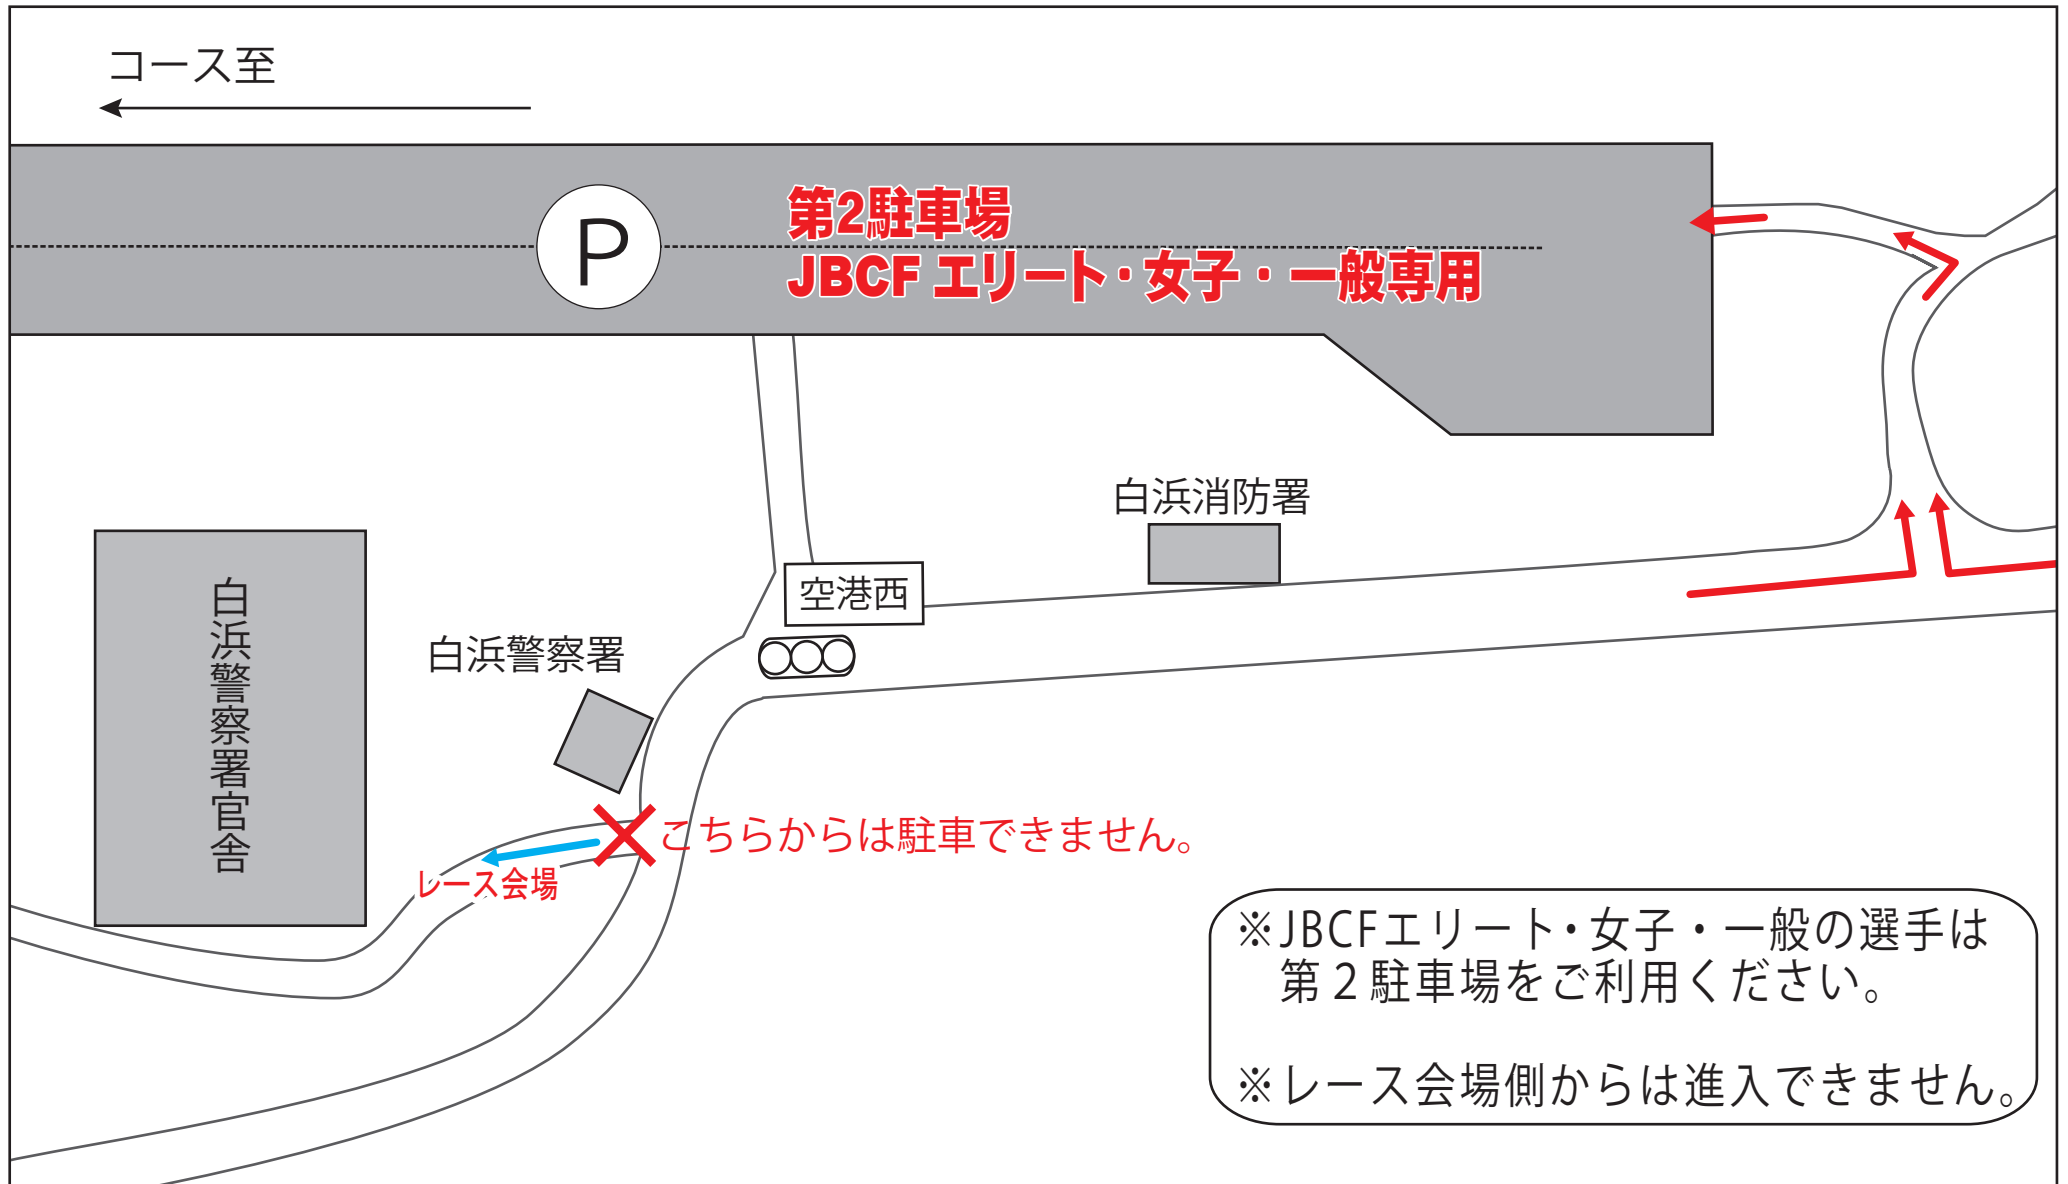 コース至
P
第2駐車場
JBCF エリート・女子・一般専用
白浜消防署
空港西
白浜警察署
白浜警察署官舎
こちらからは駐車できません。
レース会場
※JBCFエリート・女子・一般の選手は
第２駐車場をご利用ください。
※レース会場側からは進入できません。